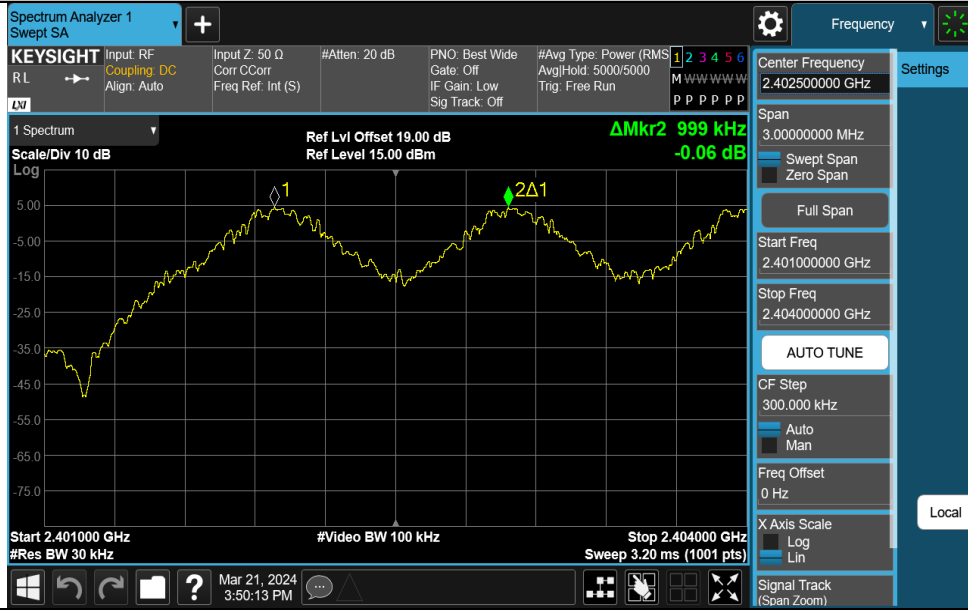 Spectrum Analyzer 1
Swept SA
+
Frequency
KEYSIGHT
RL
LXI
Input: RF
Coupling: DC
Align: Auto
Input Z: 50 Ω
Corr CCorr
Freq Ref: Int (S)
#Atten: 20 dB
PNO: Best Wide
Gate: Off
IF Gain: Low
Sig Track: Off
#Avg Type: Power (RMS
Avg|Hold: 5000/5000
Trig: Free Run
1 2 3 4 5 6
M W W W W W
P P P P P P
1 Spectrum
Scale/Div 10 dB
Log
Ref Lvl Offset 19.00 dB
Ref Level 15.00 dBm
ΔMkr2 999 kHz
-0.06 dB
1
2Δ1
5.00
-5.00
-15.0
-25.0
-35.0
-45.0
-55.0
-65.0
-75.0
Start 2.401000 GHz
#Res BW 30 kHz
#Video BW 100 kHz
Stop 2.404000 GHz
Sweep 3.20 ms (1001 pts)
Center Frequency
2.402500000 GHz
Span
3.00000000 MHz
Swept Span
Zero Span
Full Span
Start Freq
2.401000000 GHz
Stop Freq
2.404000000 GHz
AUTO TUNE
CF Step
300.000 kHz
Auto
Man
Freq Offset
0 Hz
X Axis Scale
Log
Lin
Signal Track
(Span Zoom)
Settings
Local
?
Mar 21, 2024
3:50:13 PM